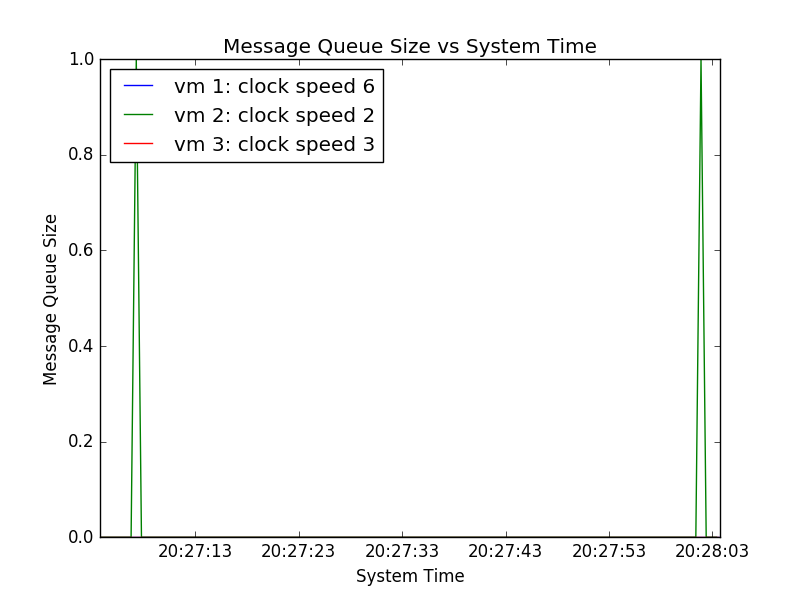 Message Queue Size vs System Time
1.0
vm 1: clock speed 6
vm 2: clock speed 2
vm 3: clock speed 3
0.8
0.6
Message Queue Size
0.4
0.2
0.0
20:27:13 20:27:23 20:27:33 20:27:43 20:27:53 20:28:03
System Time